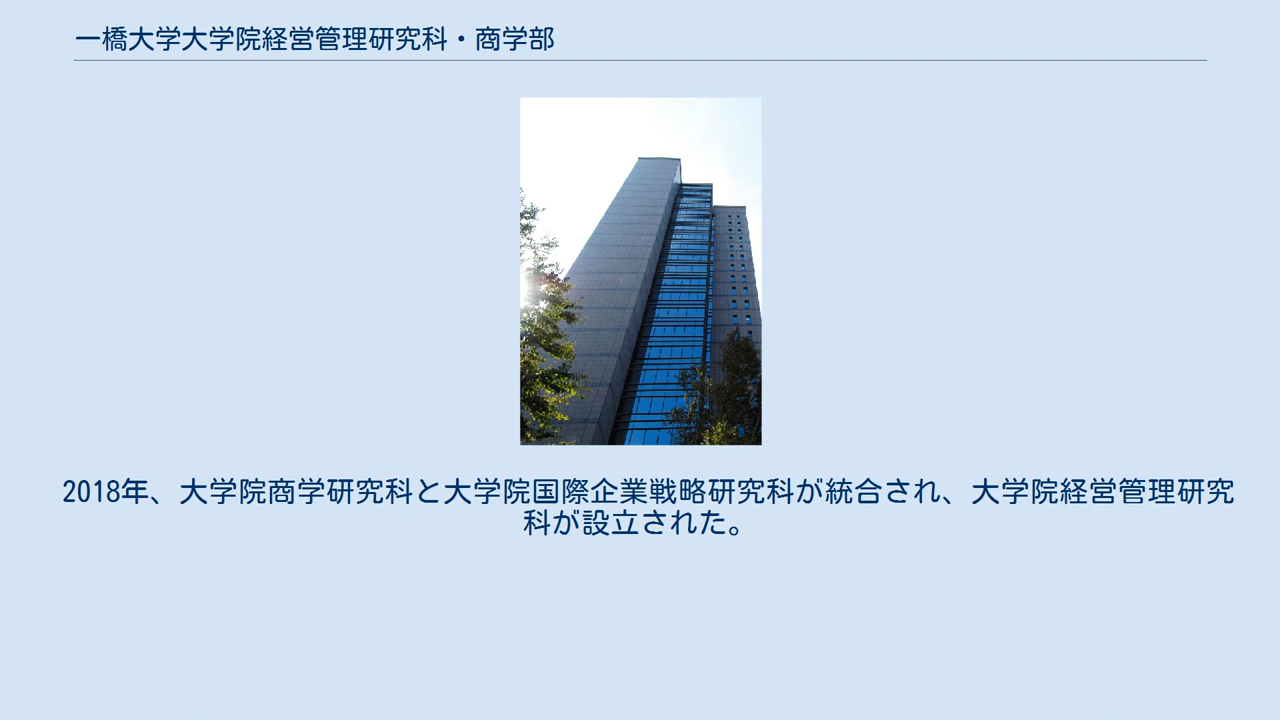 一橋大学大学院経営管理研究科・商学部
2018年、大学院商学研究科と大学院国際企業戦略研究科が統合され、大学院経営管理研究
科が設立された。